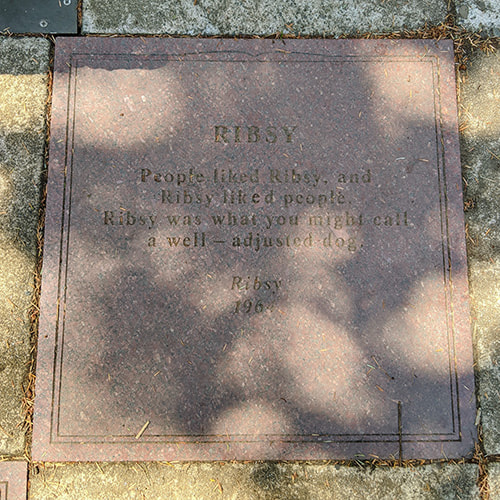 RIBSY
People liked Ribsy, and
Ribsy liked people.
Ribsy was what you might call
a well – adjusted dog.
Ribsy